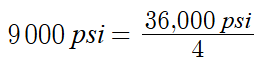 9 000 psi = 36,000 psi / 4